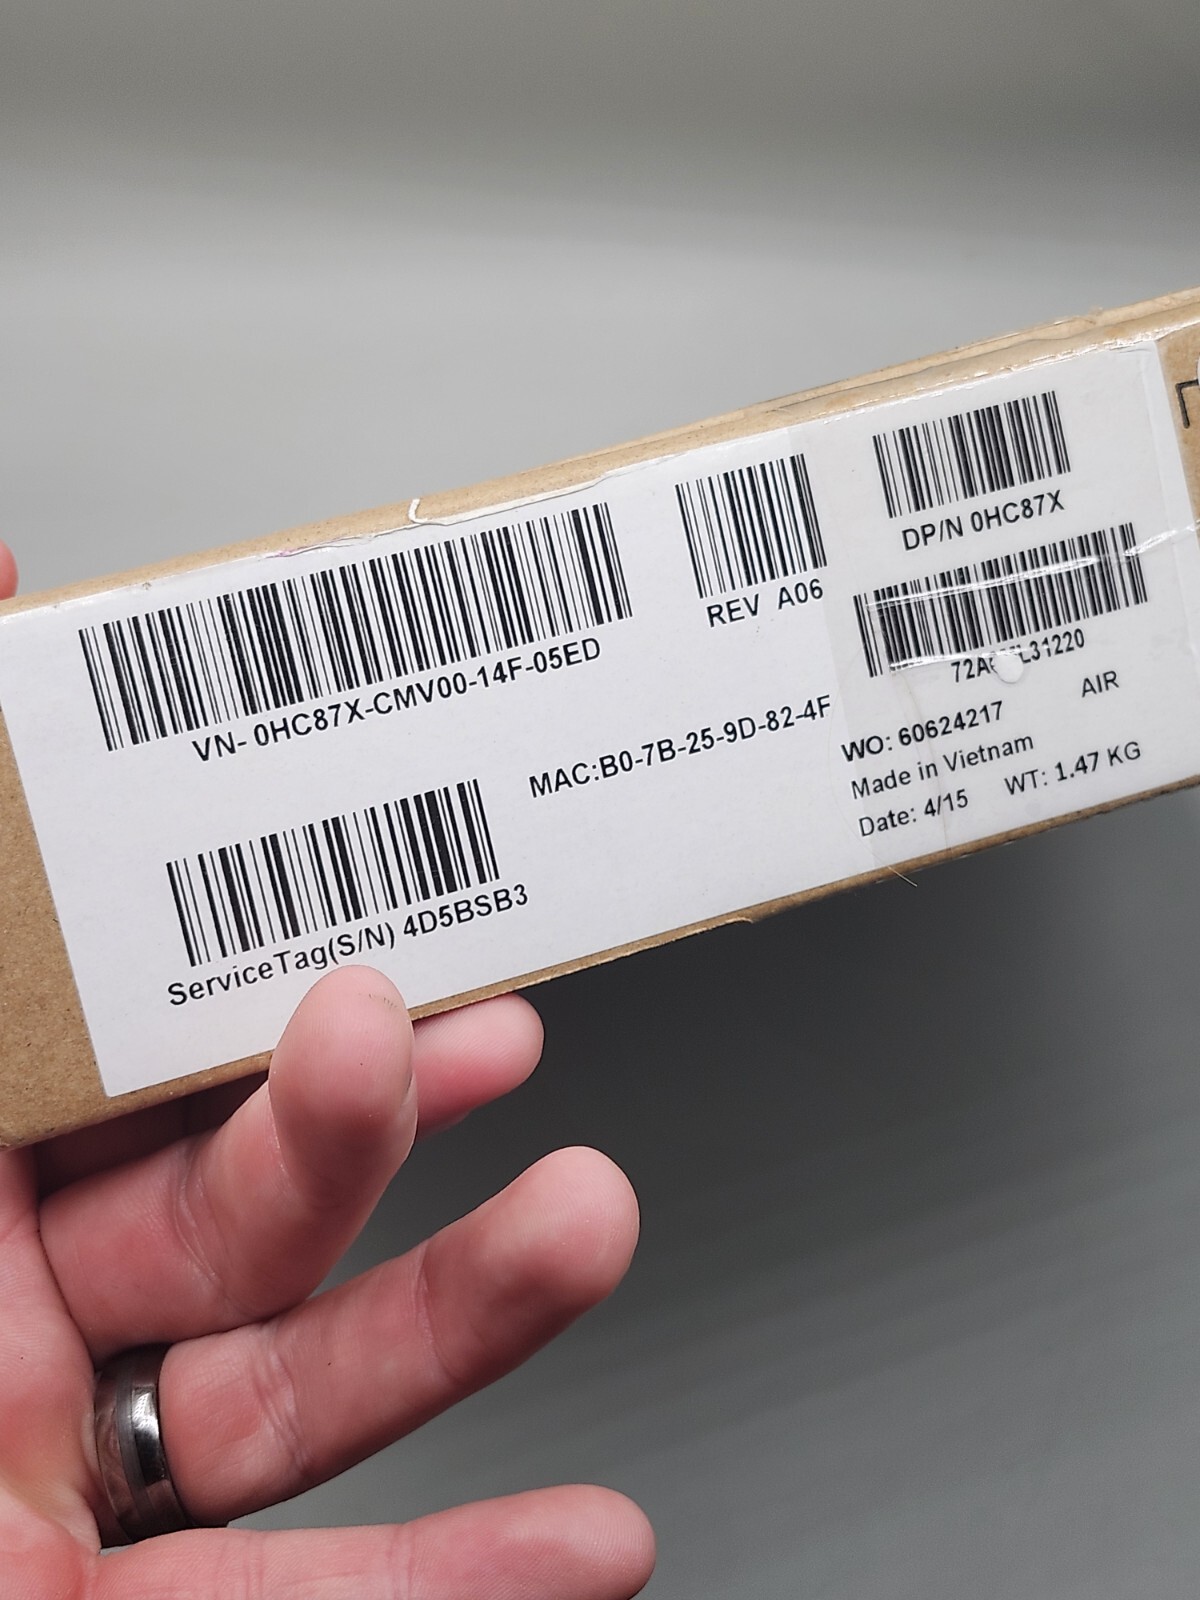 VN- 0HC87X-CMV00-14F-05ED
REV A06
DP/N 0HC87X
AIR
MAC:B0-7B-25-9D-82-4F
WO: 60624217
Made in Vietnam
Date: 4/15 WT: 1.47 KG
ServiceTag(S/N) 4D5BSB3